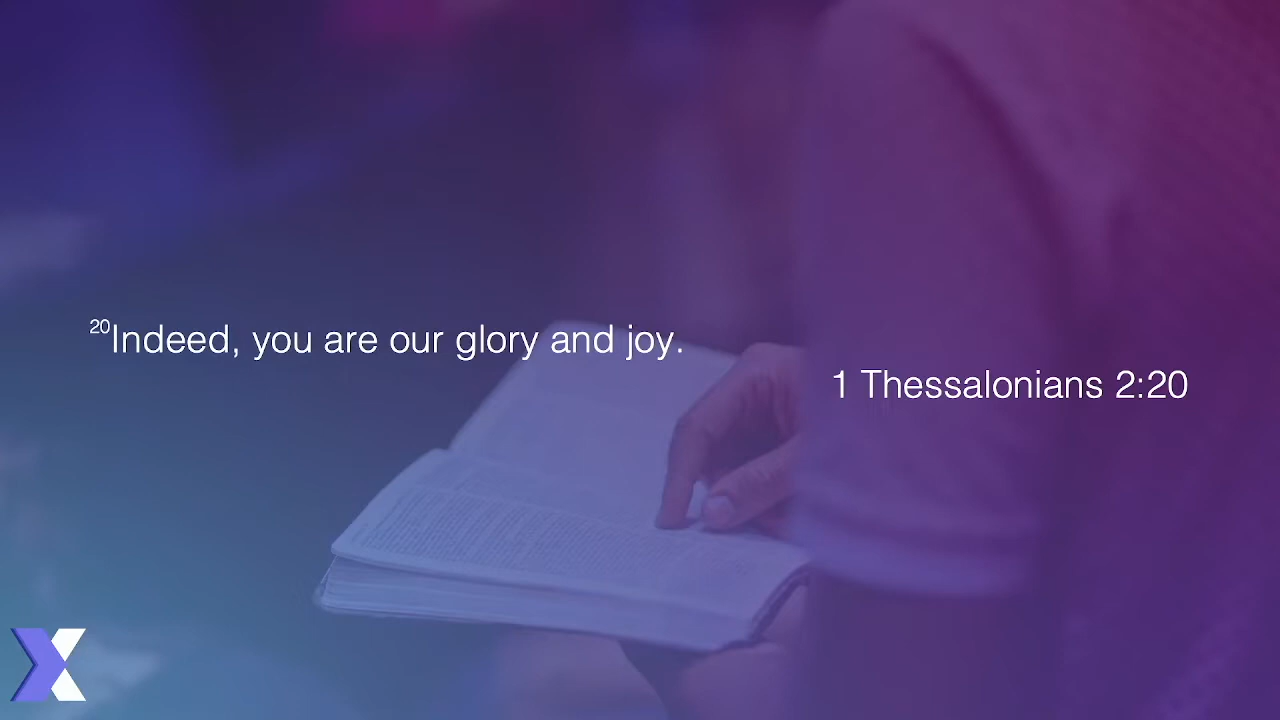 20Indeed, you are our glory and joy.
1 Thessalonians 2:20